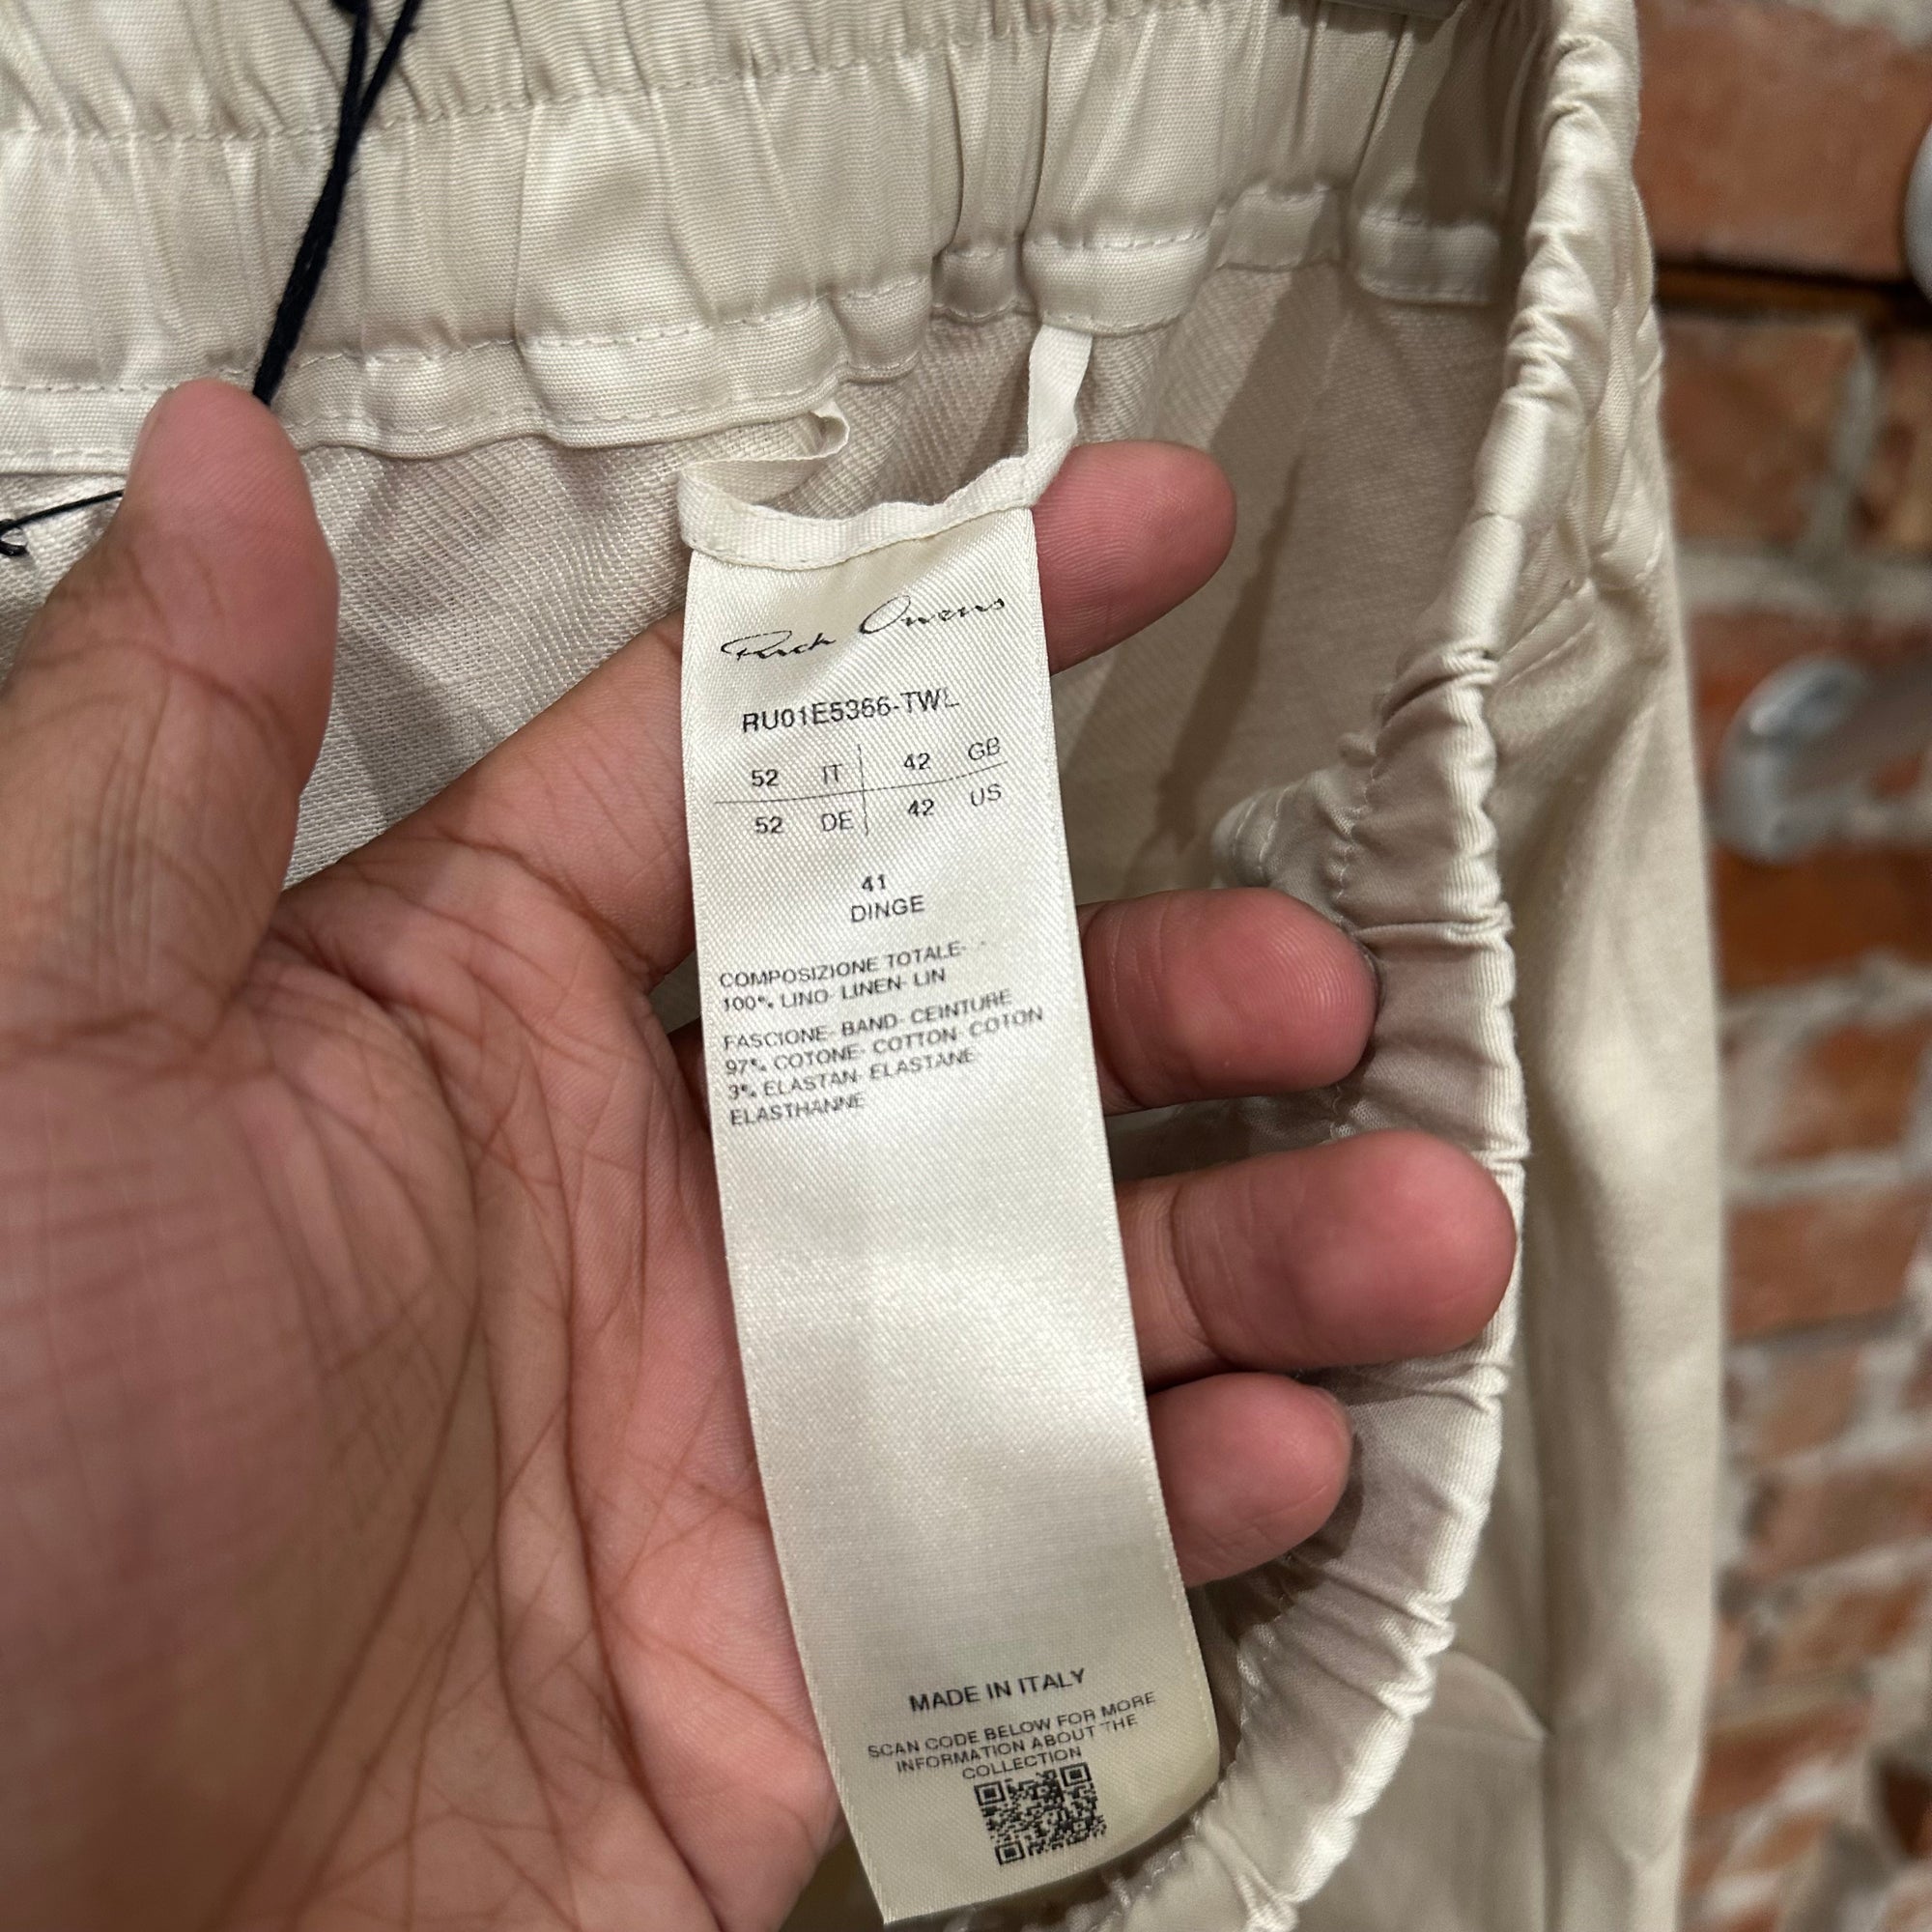 Rick Owens
RU01E5366-TWL
52 IT 42 GB
52 DE 42 US
41
DINGE
COMPOSIZIONE TOTALE-
100% LINO- LINEN- LIN
FASCIONE- BAND- CEINTURE
97% COTONE- COTTON- COTON
3% ELASTAN- ELASTANE-
ELASTHANNE
MADE IN ITALY
SCAN CODE BELOW FOR MORE
INFORMATION ABOUT THE
COLLECTION